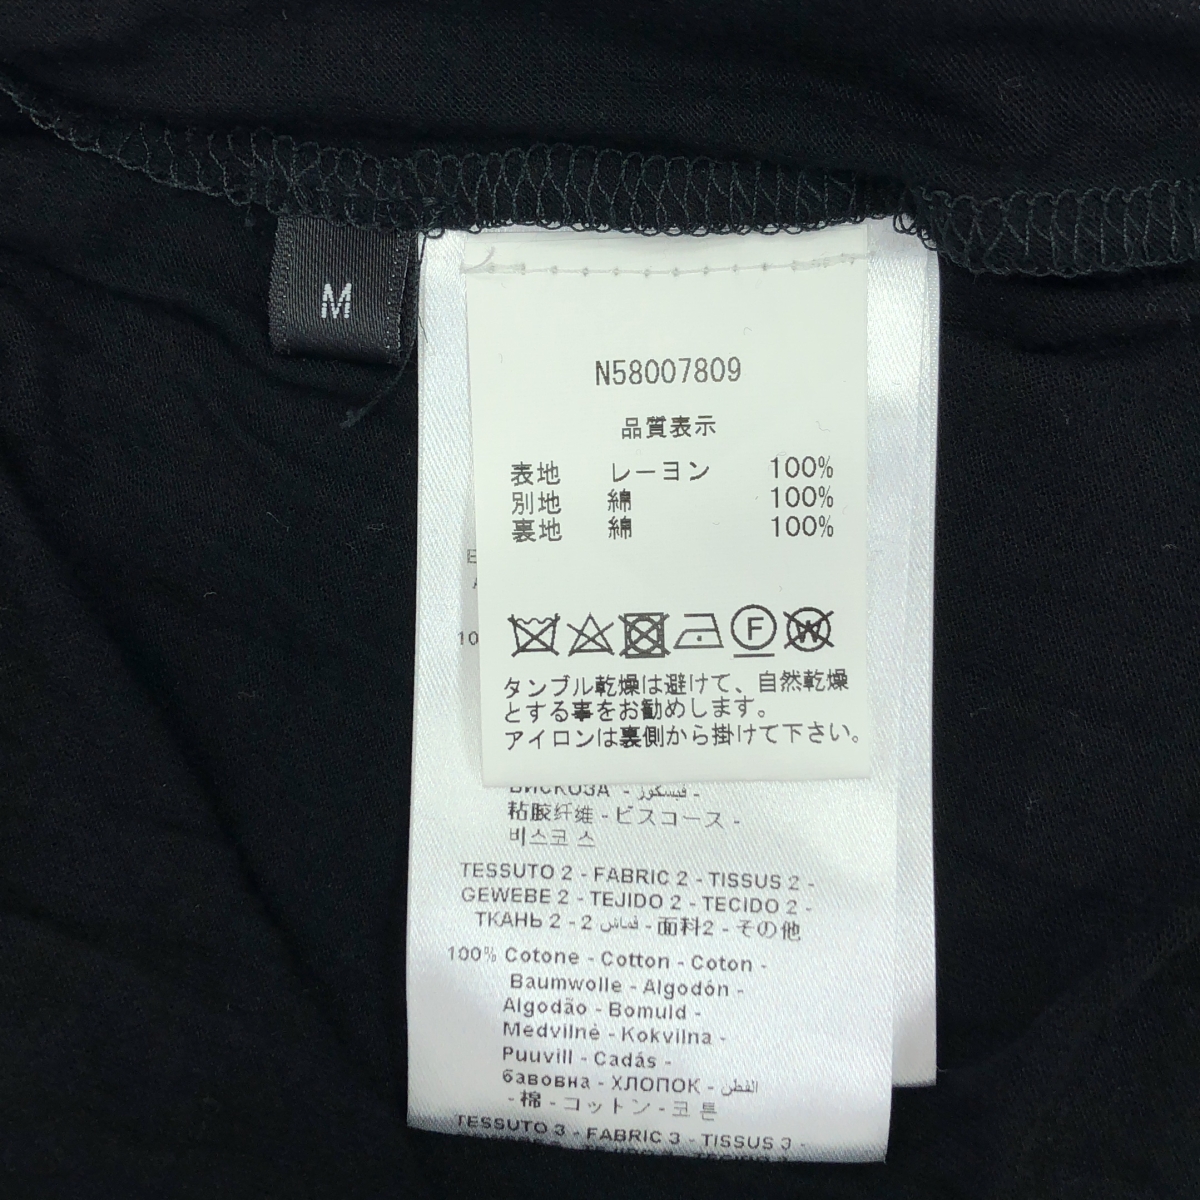 M
N58007809
品質表示
表地 レーヨン 100%
別地 綿 100%
裏地 綿 100%
10
F
W
タンブル乾燥は避けて、自然乾燥
とする事をお勧めします。
アイロンは裏側から掛けて下さい。
ВИСКОЗА - فيسكوز -
粘胶纤维 - ビスコース -
비스코 스
TESSUTO 2 - FABRIC 2 - TISSUS 2 -
GEWEBE 2 - TEJIDO 2 - TECIDO 2 -
ТКАНЬ 2 - 2 قماش - 面料2 - その他
100% Cotone - Cotton - Coton -
Baumwolle - Algodón -
Algodão - Bomuld -
Medvilnė - Kokvilna -
Puuvill - Cadás -
бавовна - ХЛОПОК - القطن
- 棉 - コットン - 코 튼
TESSUTO 3 - FABRIC 3 - TISSUS 3 -